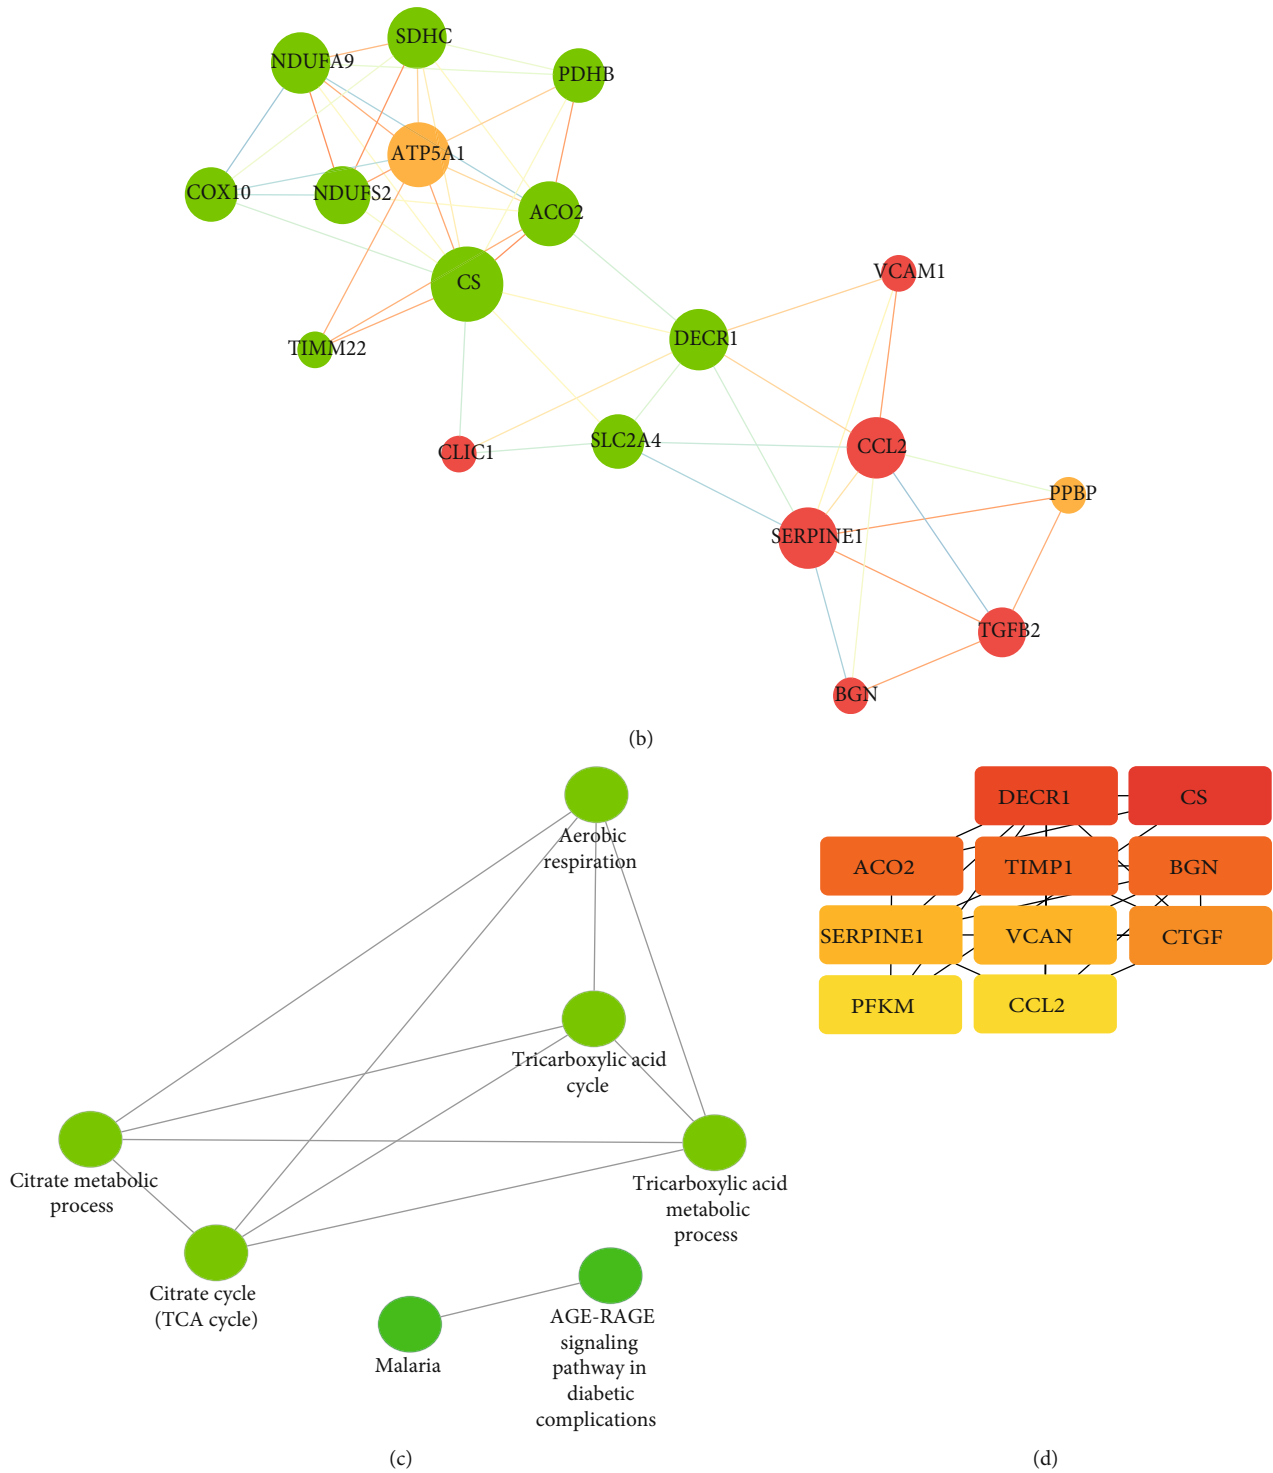 SDHC
NDUFA9
PDHB
ATP5A1
COX10
NDUFS2
ACO2
CS
VCAM1
TIMM22
DECR1
CLIC1
SLC2A4
CCL2
PPBP
SERPINE1
TGFB2
BGN
(b)
Aerobic
respiration
Tricarboxylic acid
cycle
Citrate metabolic
process
Tricarboxylic acid
metabolic
process
Citrate cycle
(TCA cycle)
Malaria
AGE-RAGE
signaling
pathway in
diabetic
complications
(c)
DECR1
CS
ACO2
TIMP1
BGN
SERPINE1
VCAN
CTGF
PFKM
CCL2
(d)